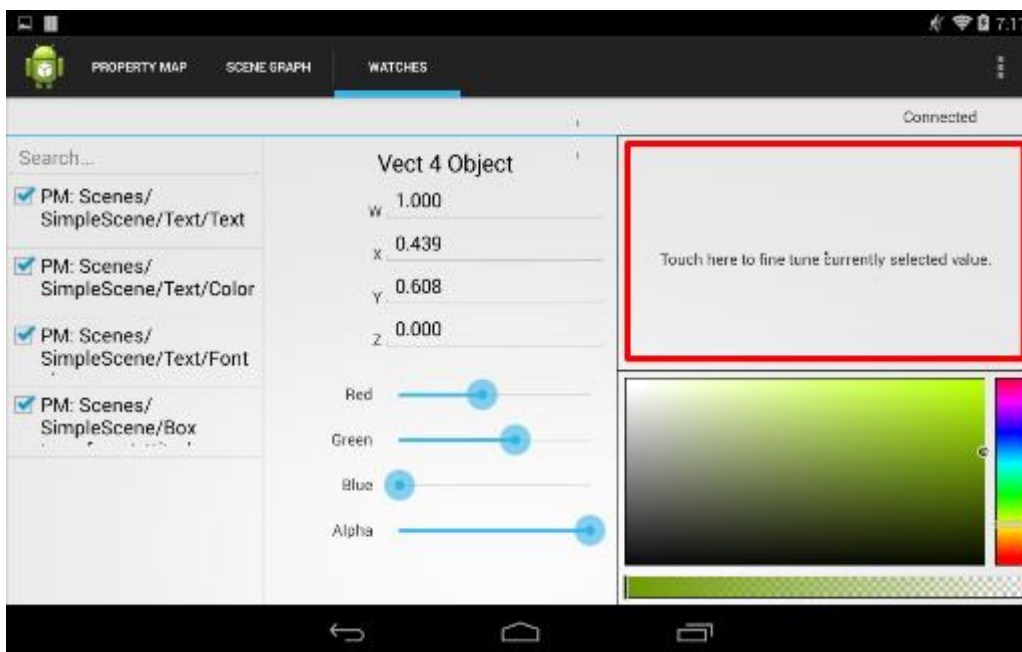 7:1
PROPERTY MAP SCENE GRAPH WATCHES
Connected
Search...
PM: Scenes/
SimpleScene/Text/Text
PM: Scenes/
SimpleScene/Text/Color
PM: Scenes/
SimpleScene/Text/Font
PM: Scenes/
SimpleScene/Box
Vect 4 Object
W 1.000
X 0.439
Y 0.608
Z 0.000
Red
Green
Blue
Alpha
Touch here to fine tune currently selected value.